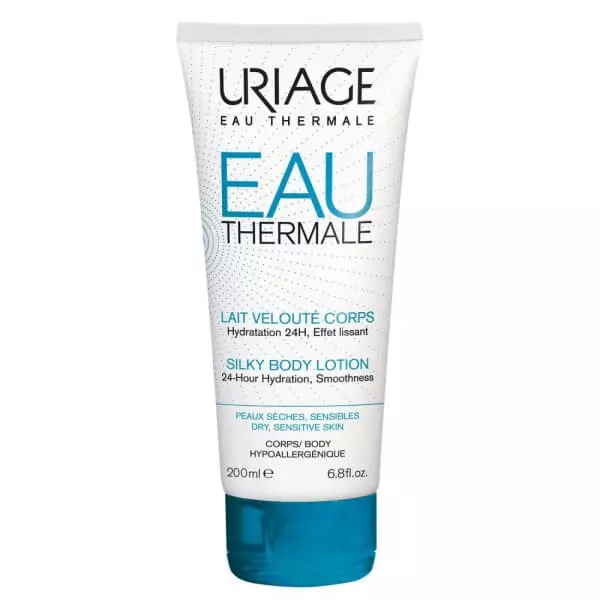 URIAGE
EAU THERMALE
EAU
THERMALE
LAIT VELOUTÉ CORPS
Hydratation 24H, Effet lissant
SILKY BODY LOTION
24-Hour Hydration, Smoothness
PEAUX SÈCHES, SENSIBLES
DRY, SENSITIVE SKIN
CORPS/ BODY
HYPOALLERGÉNIQUE
200ml ℮ 6.8fl.oz.